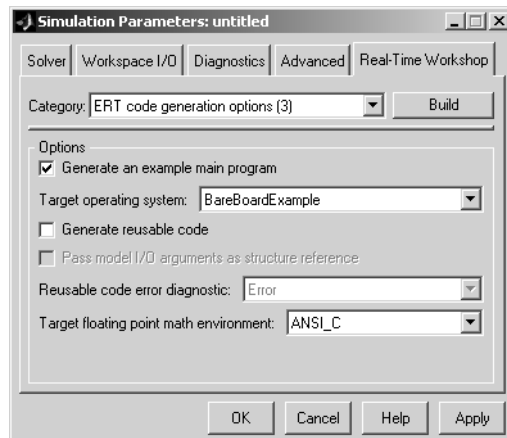 Simulation Parameters: untitled
Solver Workspace I/O Diagnostics Advanced Real-Time Workshop
Category: ERT code generation options (3) Build
Options
Generate an example main program
Target operating system: BareBoardExample
Generate reusable code
Pass model I/O arguments as structure reference
Reusable code error diagnostic: Error
Target floating point math environment: ANSI_C
OK Cancel Help Apply